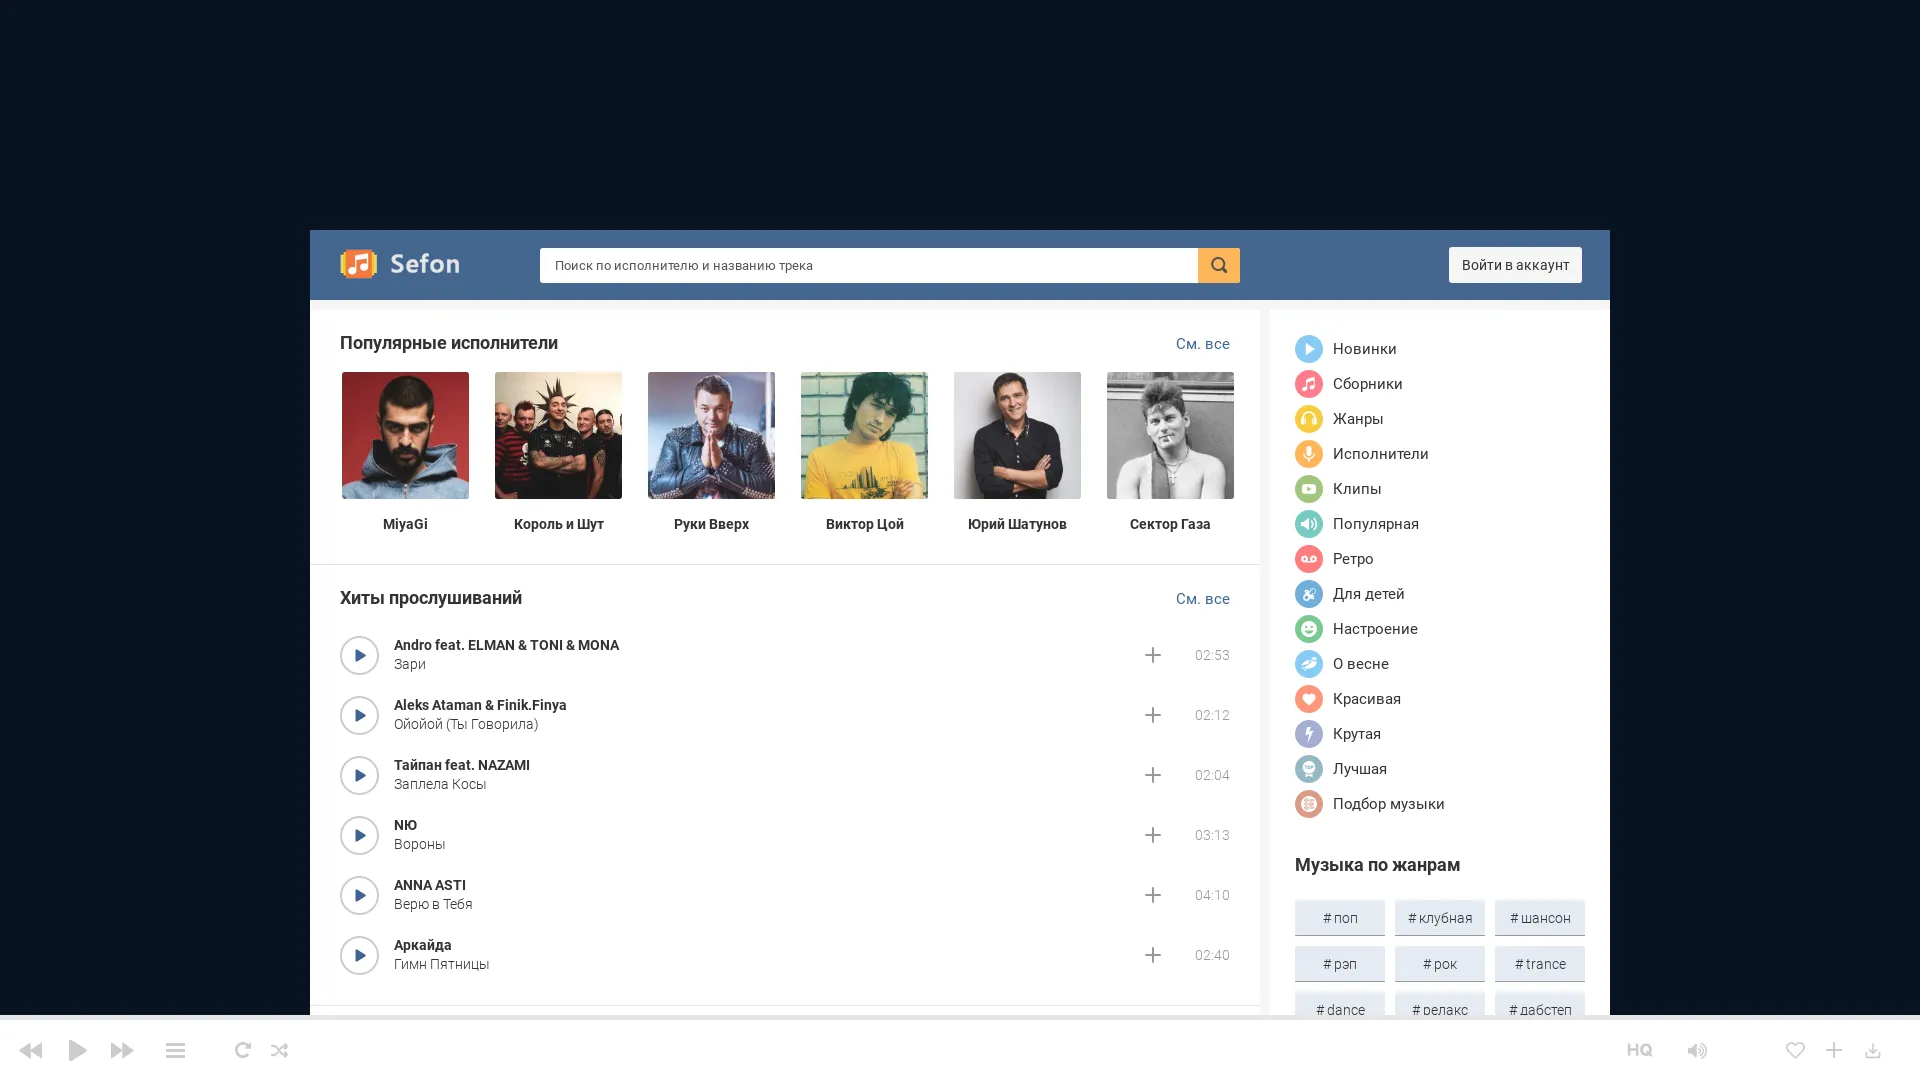 Sefon
Поиск по исполнителю и названию трека
Войти в аккаунт
Популярные исполнители
См. все
MiyaGi
Король и Шут
Руки Вверх
Виктор Цой
Юрий Шатунов
Сектор Газа
Хиты прослушиваний
См. все
Andro feat. ELMAN & TONI & MONA
Зари
02:53
Aleks Ataman & Finik.Finya
Ойойой (Ты Говорила)
02:12
Тайпан feat. NAZAMI
Заплела Косы
02:04
NЮ
Вороны
03:13
ANNA ASTI
Верю в Тебя
04:10
Аркайда
Гимн Пятницы
02:40
Новинки
Сборники
Жанры
Исполнители
Клипы
Популярная
Ретро
Для детей
Настроение
О весне
Красивая
Крутая
Лучшая
Подбор музыки
Музыка по жанрам
# поп
# клубная
# шансон
# рэп
# рок
# trance
# dance
# релакс
# дабстеп
HQ